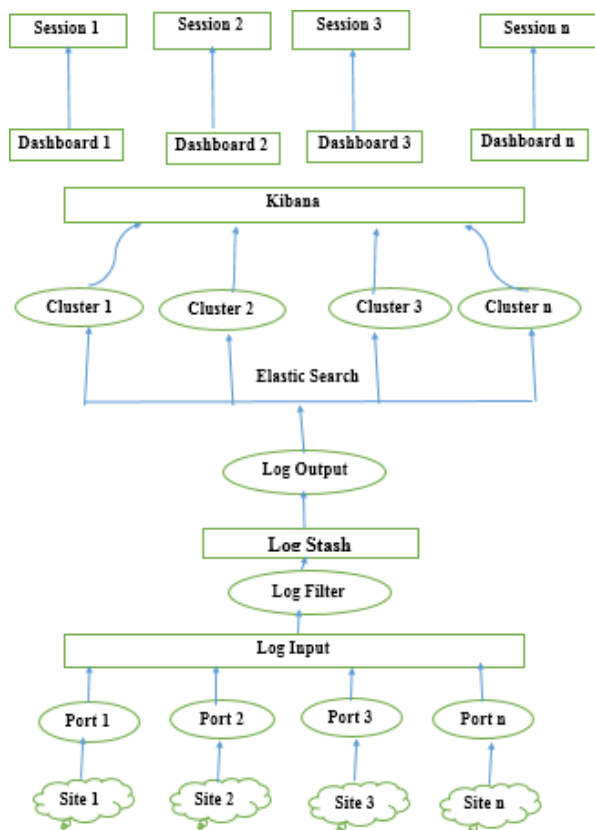 Session 1
Session 2
Session 3
Session n
Dashboard 1
Dashboard 2
Dashboard 3
Dashboard n
Kibana
Cluster 1
Cluster 2
Cluster 3
Cluster n
Elastic Search
Log Output
Log Stash
Log Filter
Log Input
Port 1
Port 2
Port 3
Port n
Site 1
Site 2
Site 3
Site n